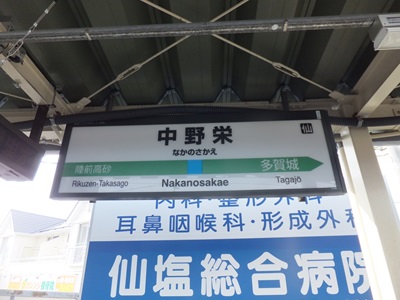 中野栄
仙
なかのさかえ
陸前高砂
多賀城
Rikuzen-Takasago
Nakanosakae
Tagajō
内科・整形外科
耳鼻咽喉科・形成外科
仙塩総合病院